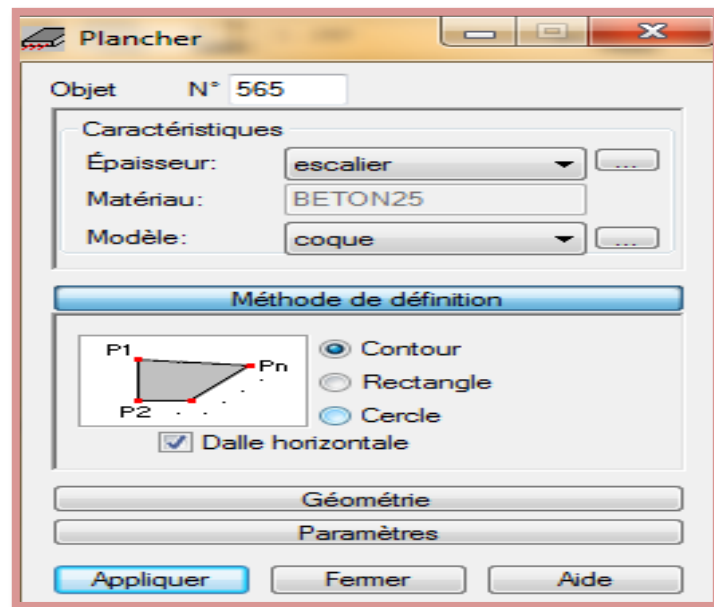 Plancher
Objet N° 565
Caractéristiques
Épaisseur: escalier ...
Matériau: BETON25
Modèle: coque ...
Méthode de définition
P1
Pn
P2
Contour
Rectangle
Cercle
Dalle horizontale
Géométrie
Paramètres
Appliquer Fermer Aide